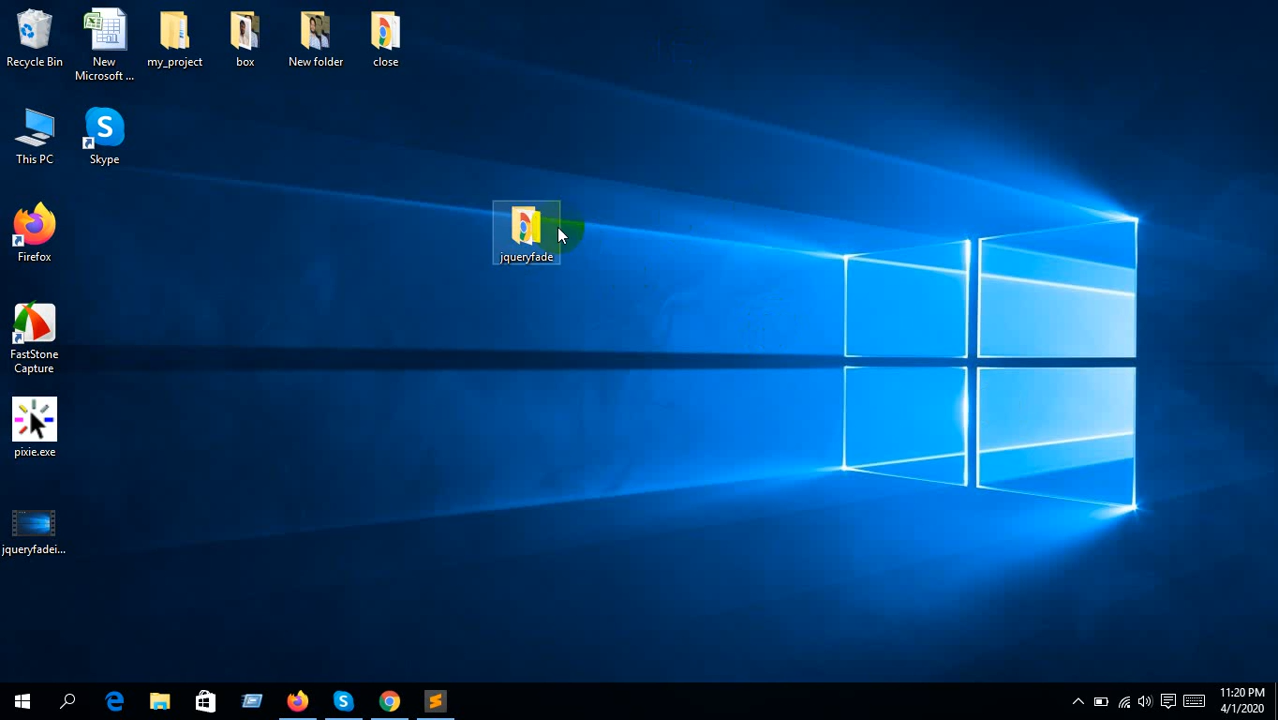 Recycle Bin
New
Microsoft ...
my_project
box
New folder
close
This PC
Skype
Firefox
jqueryfade
FastStone
Capture
pixie.exe
jqueryfadei...
11:20 PM
4/1/2020